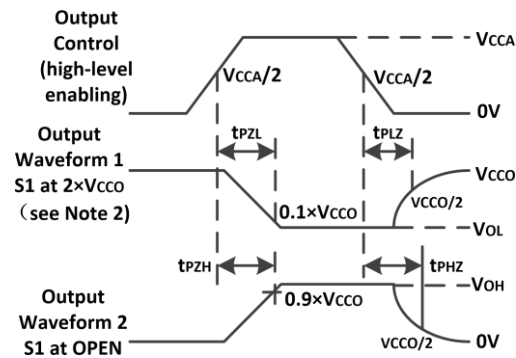 Output
Control
(high-level
enabling)
VCCA/2
VCCA/2
VCCA
0V
tPZL
tPLZ
Output
Waveform 1
S1 at 2×VCCO
（see Note 2)
0.1×VCCO
VCCO/2
VCCO
VOL
tPZH
tPHZ
Output
Waveform 2
S1 at OPEN
0.9×VCCO
VCCO/2
VOH
0V